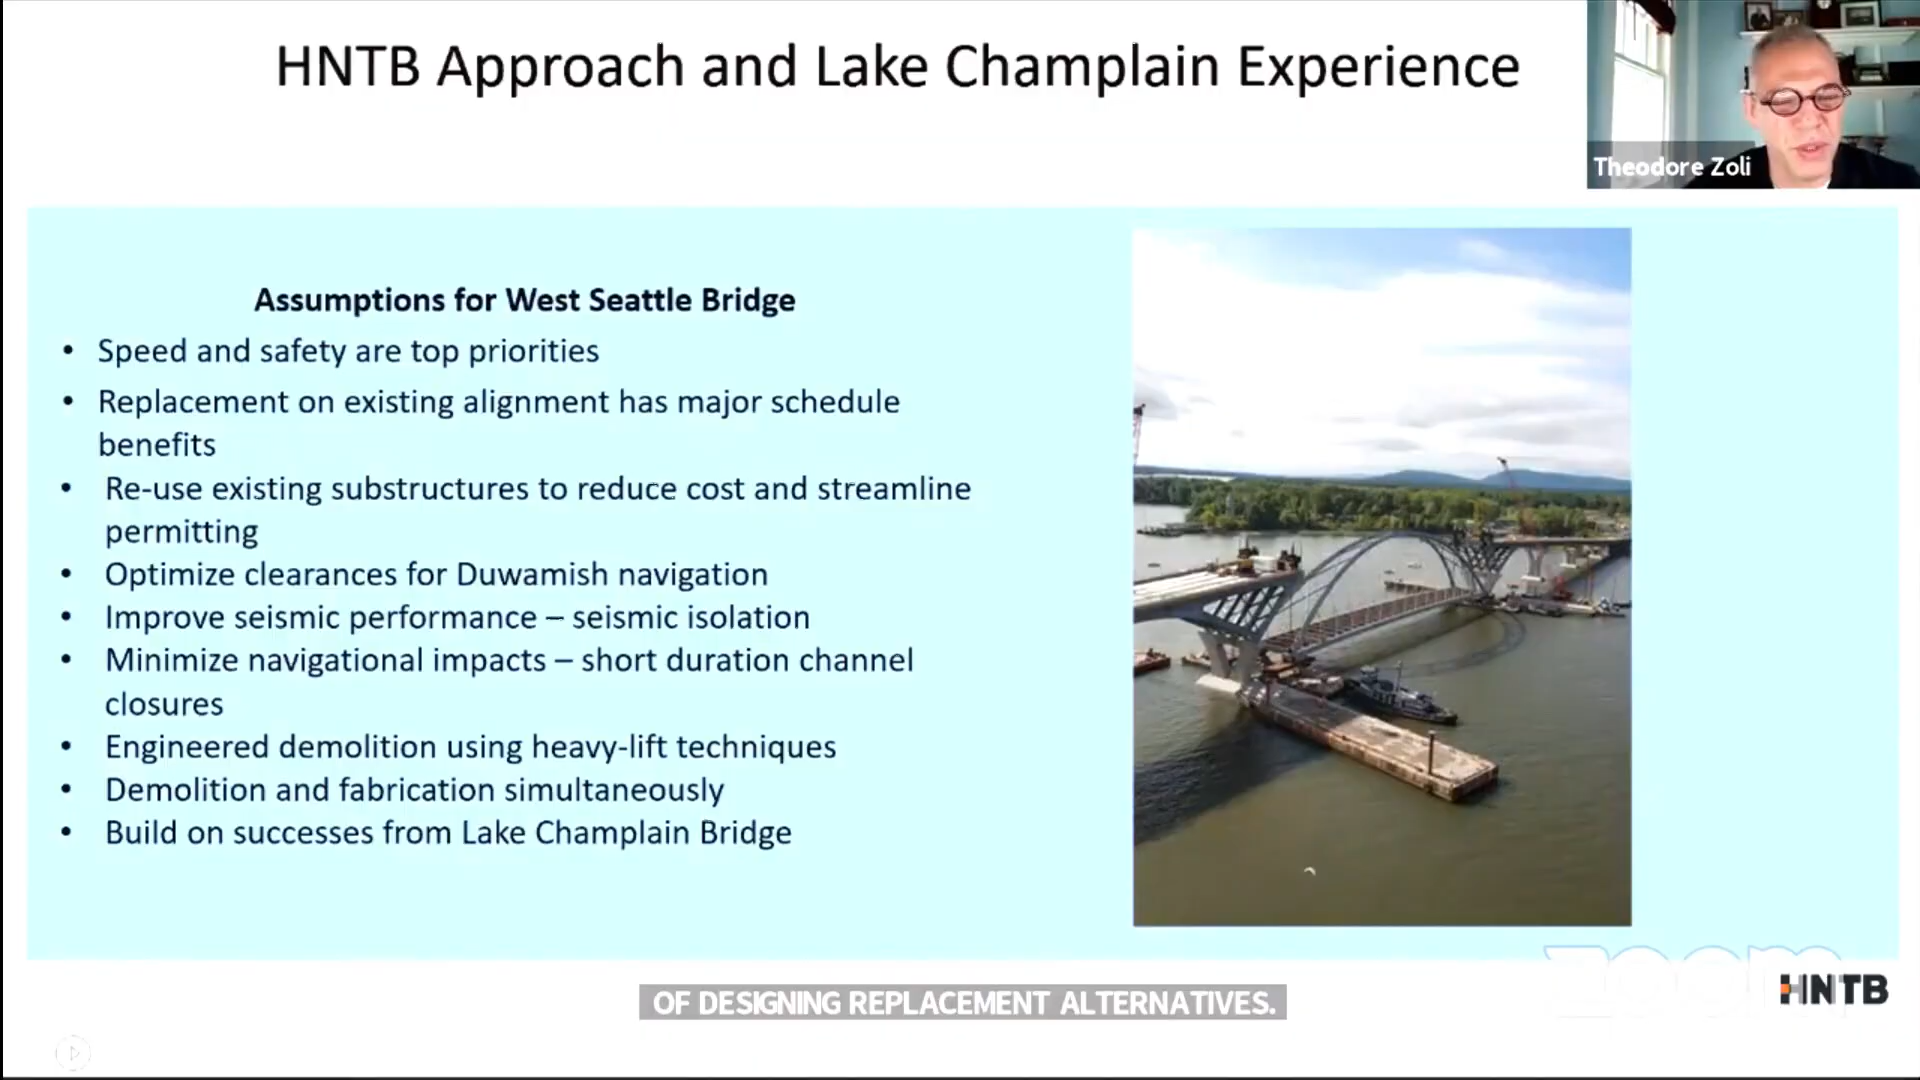 HNTB Approach and Lake Champlain Experience
Theodore Zoli
Assumptions for West Seattle Bridge
• Speed and safety are top priorities
• Replacement on existing alignment has major schedule
benefits
• Re-use existing substructures to reduce cost and streamline
permitting
• Optimize clearances for Duwamish navigation
• Improve seismic performance – seismic isolation
• Minimize navigational impacts – short duration channel
closures
• Engineered demolition using heavy-lift techniques
• Demolition and fabrication simultaneously
• Build on successes from Lake Champlain Bridge
zoom
HNTB
OF DESIGNING REPLACEMENT ALTERNATIVES.